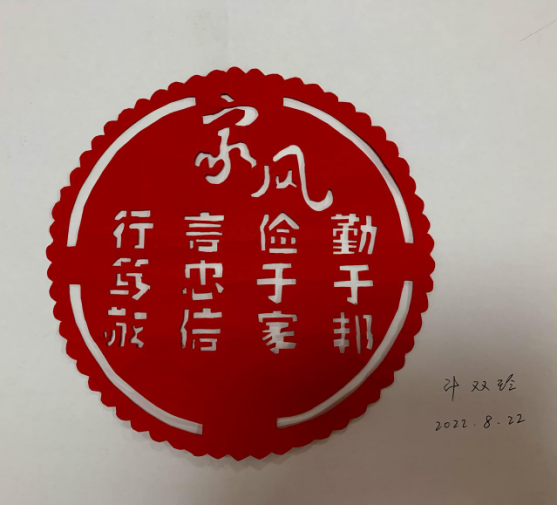 家风
勤于邦
俭于家
言忠信
行笃敬
2022.8.22